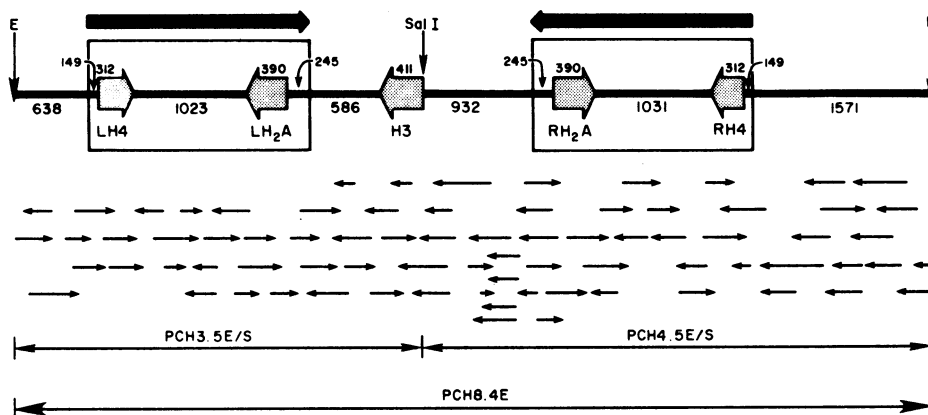 E
Sal I
149
312
390
245
411
245
390
312
149
638
1023
586
932
1031
1571
LH4
LH2A
H3
RH2A
RH4
PCH3.5E/S
PCH4.5E/S
PCH8.4E